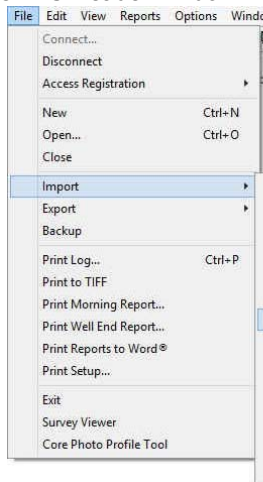 File Edit View Reports Options Windo
Connect...
Disconnect
Access Registration
New Ctrl+N
Open... Ctrl+O
Close
Import
Export
Backup
Print Log... Ctrl+P
Print to TIFF
Print Morning Report...
Print Well End Report...
Print Reports to Word®
Print Setup...
Exit
Survey Viewer
Core Photo Profile Tool